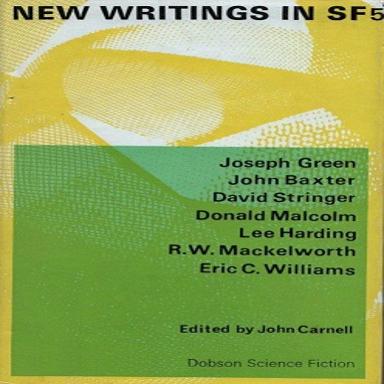 NEW WRITINGS IN SF5
Joseph Green
John Baxter
David Stringer
Donald Malcolm
Lee Harding
R.W. Mackelworth
Eric C. Williams
Edited by John Carnell
Dobson Science Fiction